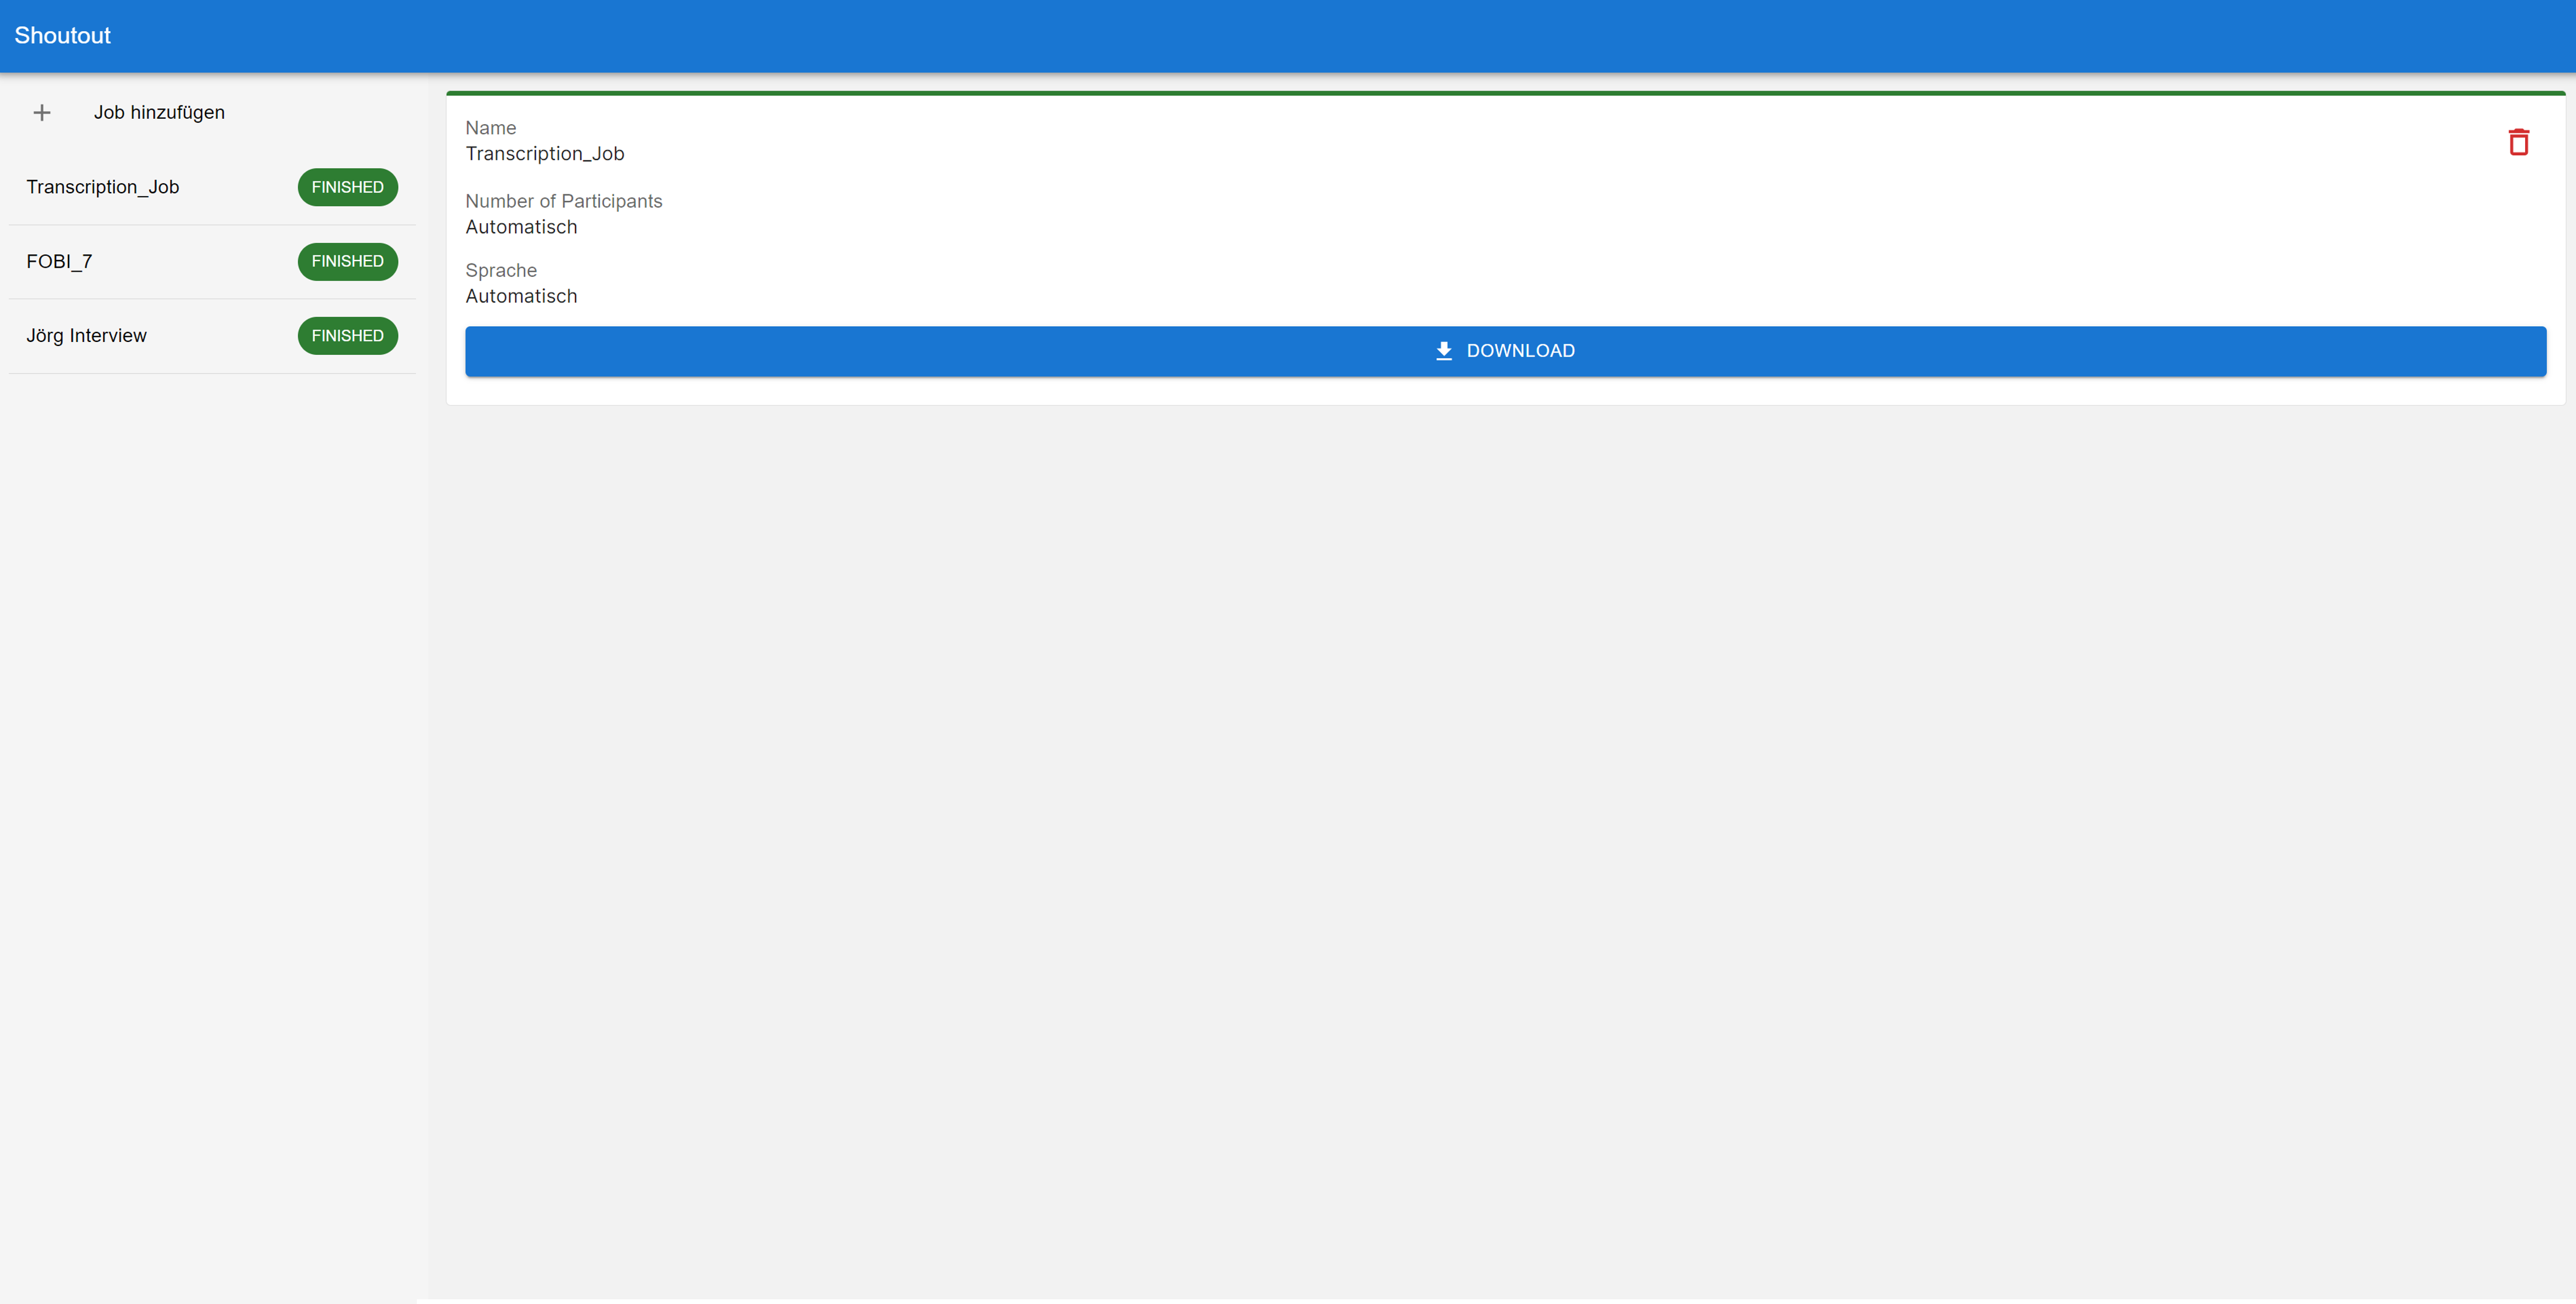 Shoutout
Job hinzufügen
Transcription_Job FINISHED
FOBI_7 FINISHED
Jörg Interview FINISHED
Name
Transcription_Job
Number of Participants
Automatisch
Sprache
Automatisch
DOWNLOAD